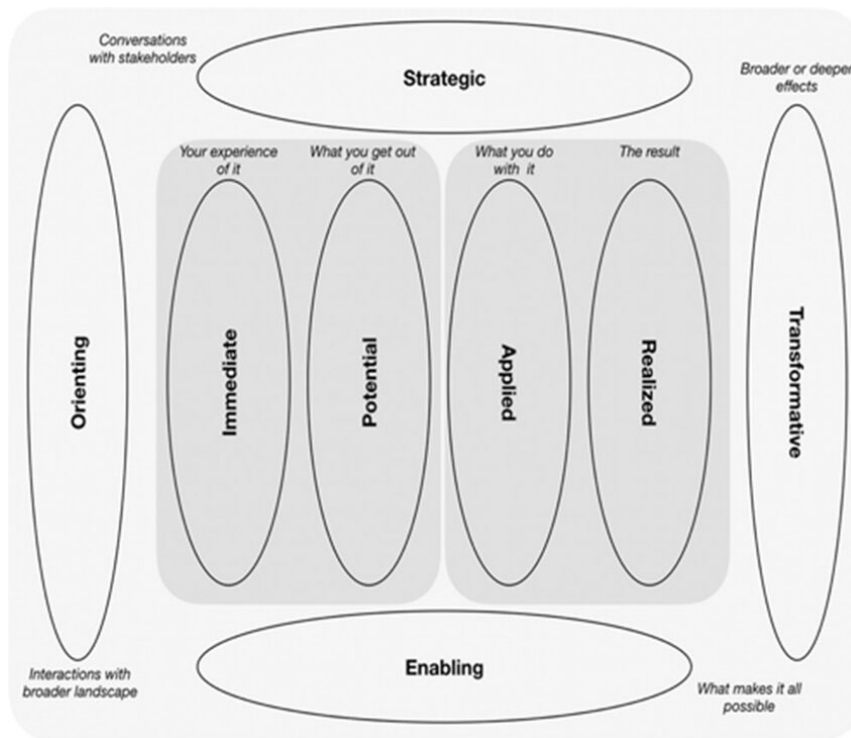 Conversations
with stakeholders
Strategic
Broader or deeper
effects
Your experience
of it
What you get out
of it
What you do
with it
The result
Orienting
Immediate
Potential
Applied
Realized
Transformative
Interactions with
broader landscape
Enabling
What makes it all
possible